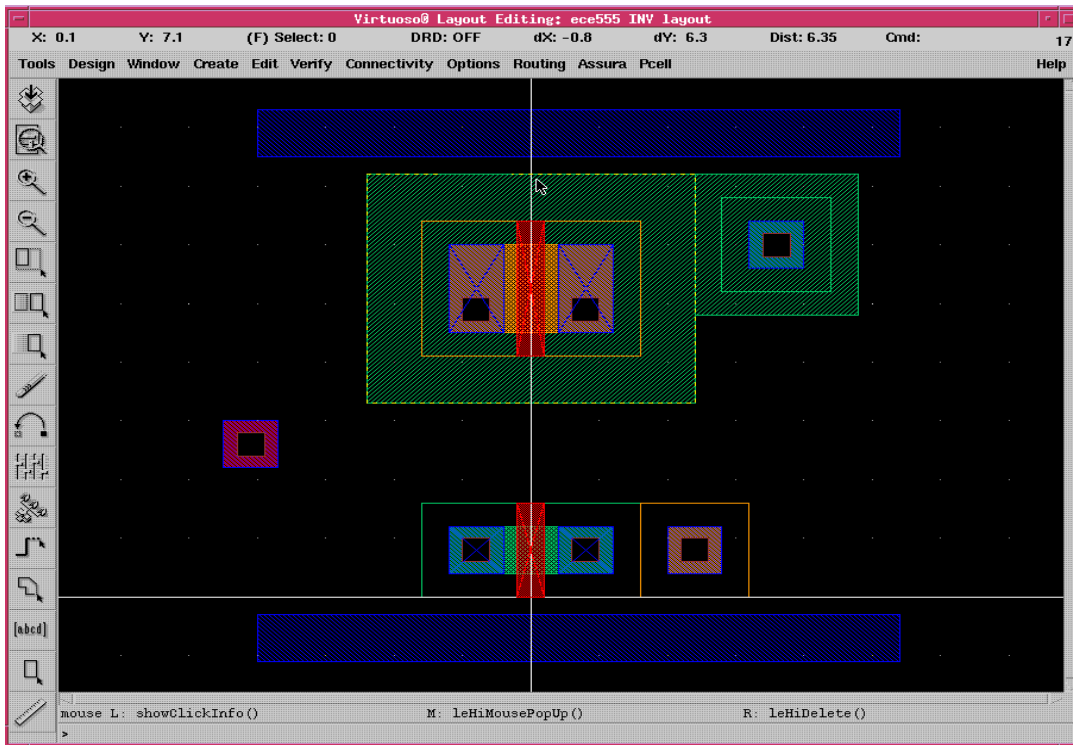 Virtuoso® Layout Editing: ece555 INV layout
X: 0.1 Y: 7.1 (F) Select: 0 DRD: OFF dX: -0.8 dY: 6.3 Dist: 6.35 Cmd: 17
Tools Design Window Create Edit Verify Connectivity Options Routing Assura Pcell Help
[abcd]
mouse L: showClickInfo() M: leHiMousePopUp() R: leHiDelete()
>